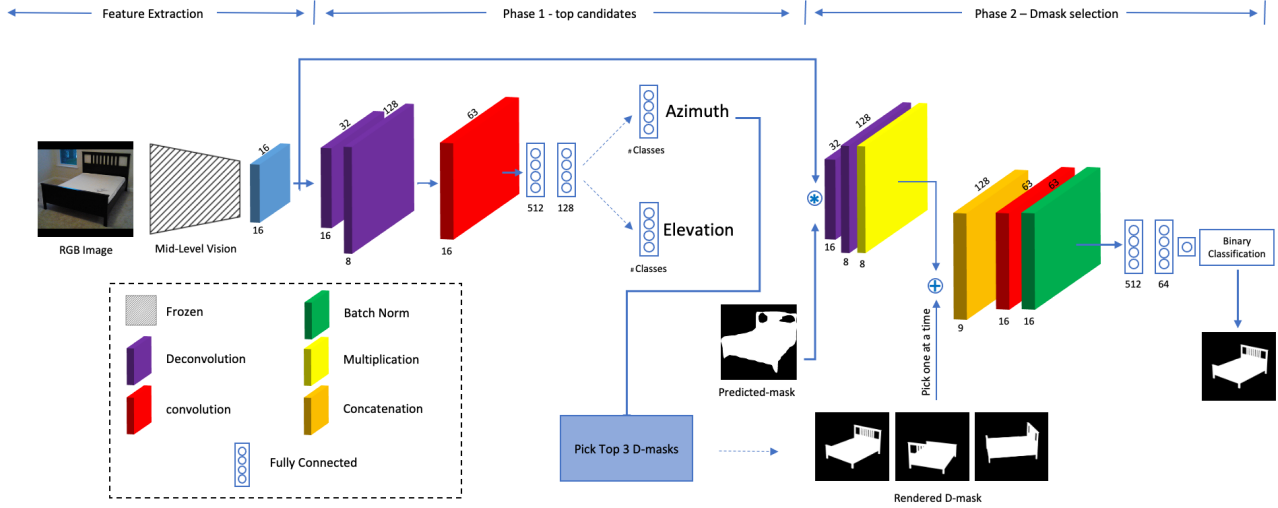 Feature Extraction
Phase 1 - top candidates
Phase 2 – Dmask selection
RGB Image
Mid-Level Vision
16
16
32
128
16
8
63
16
512
128
# Classes
Azimuth
# Classes
Elevation
Frozen
Deconvolution
convolution
Batch Norm
Multiplication
Concatenation
Fully Connected
Pick Top 3 D-masks
Predicted-mask
32
128
*
16
8
8
+
Pick one at a time
Rendered D-mask
128
63
63
9
16
16
512
64
Binary
Classification